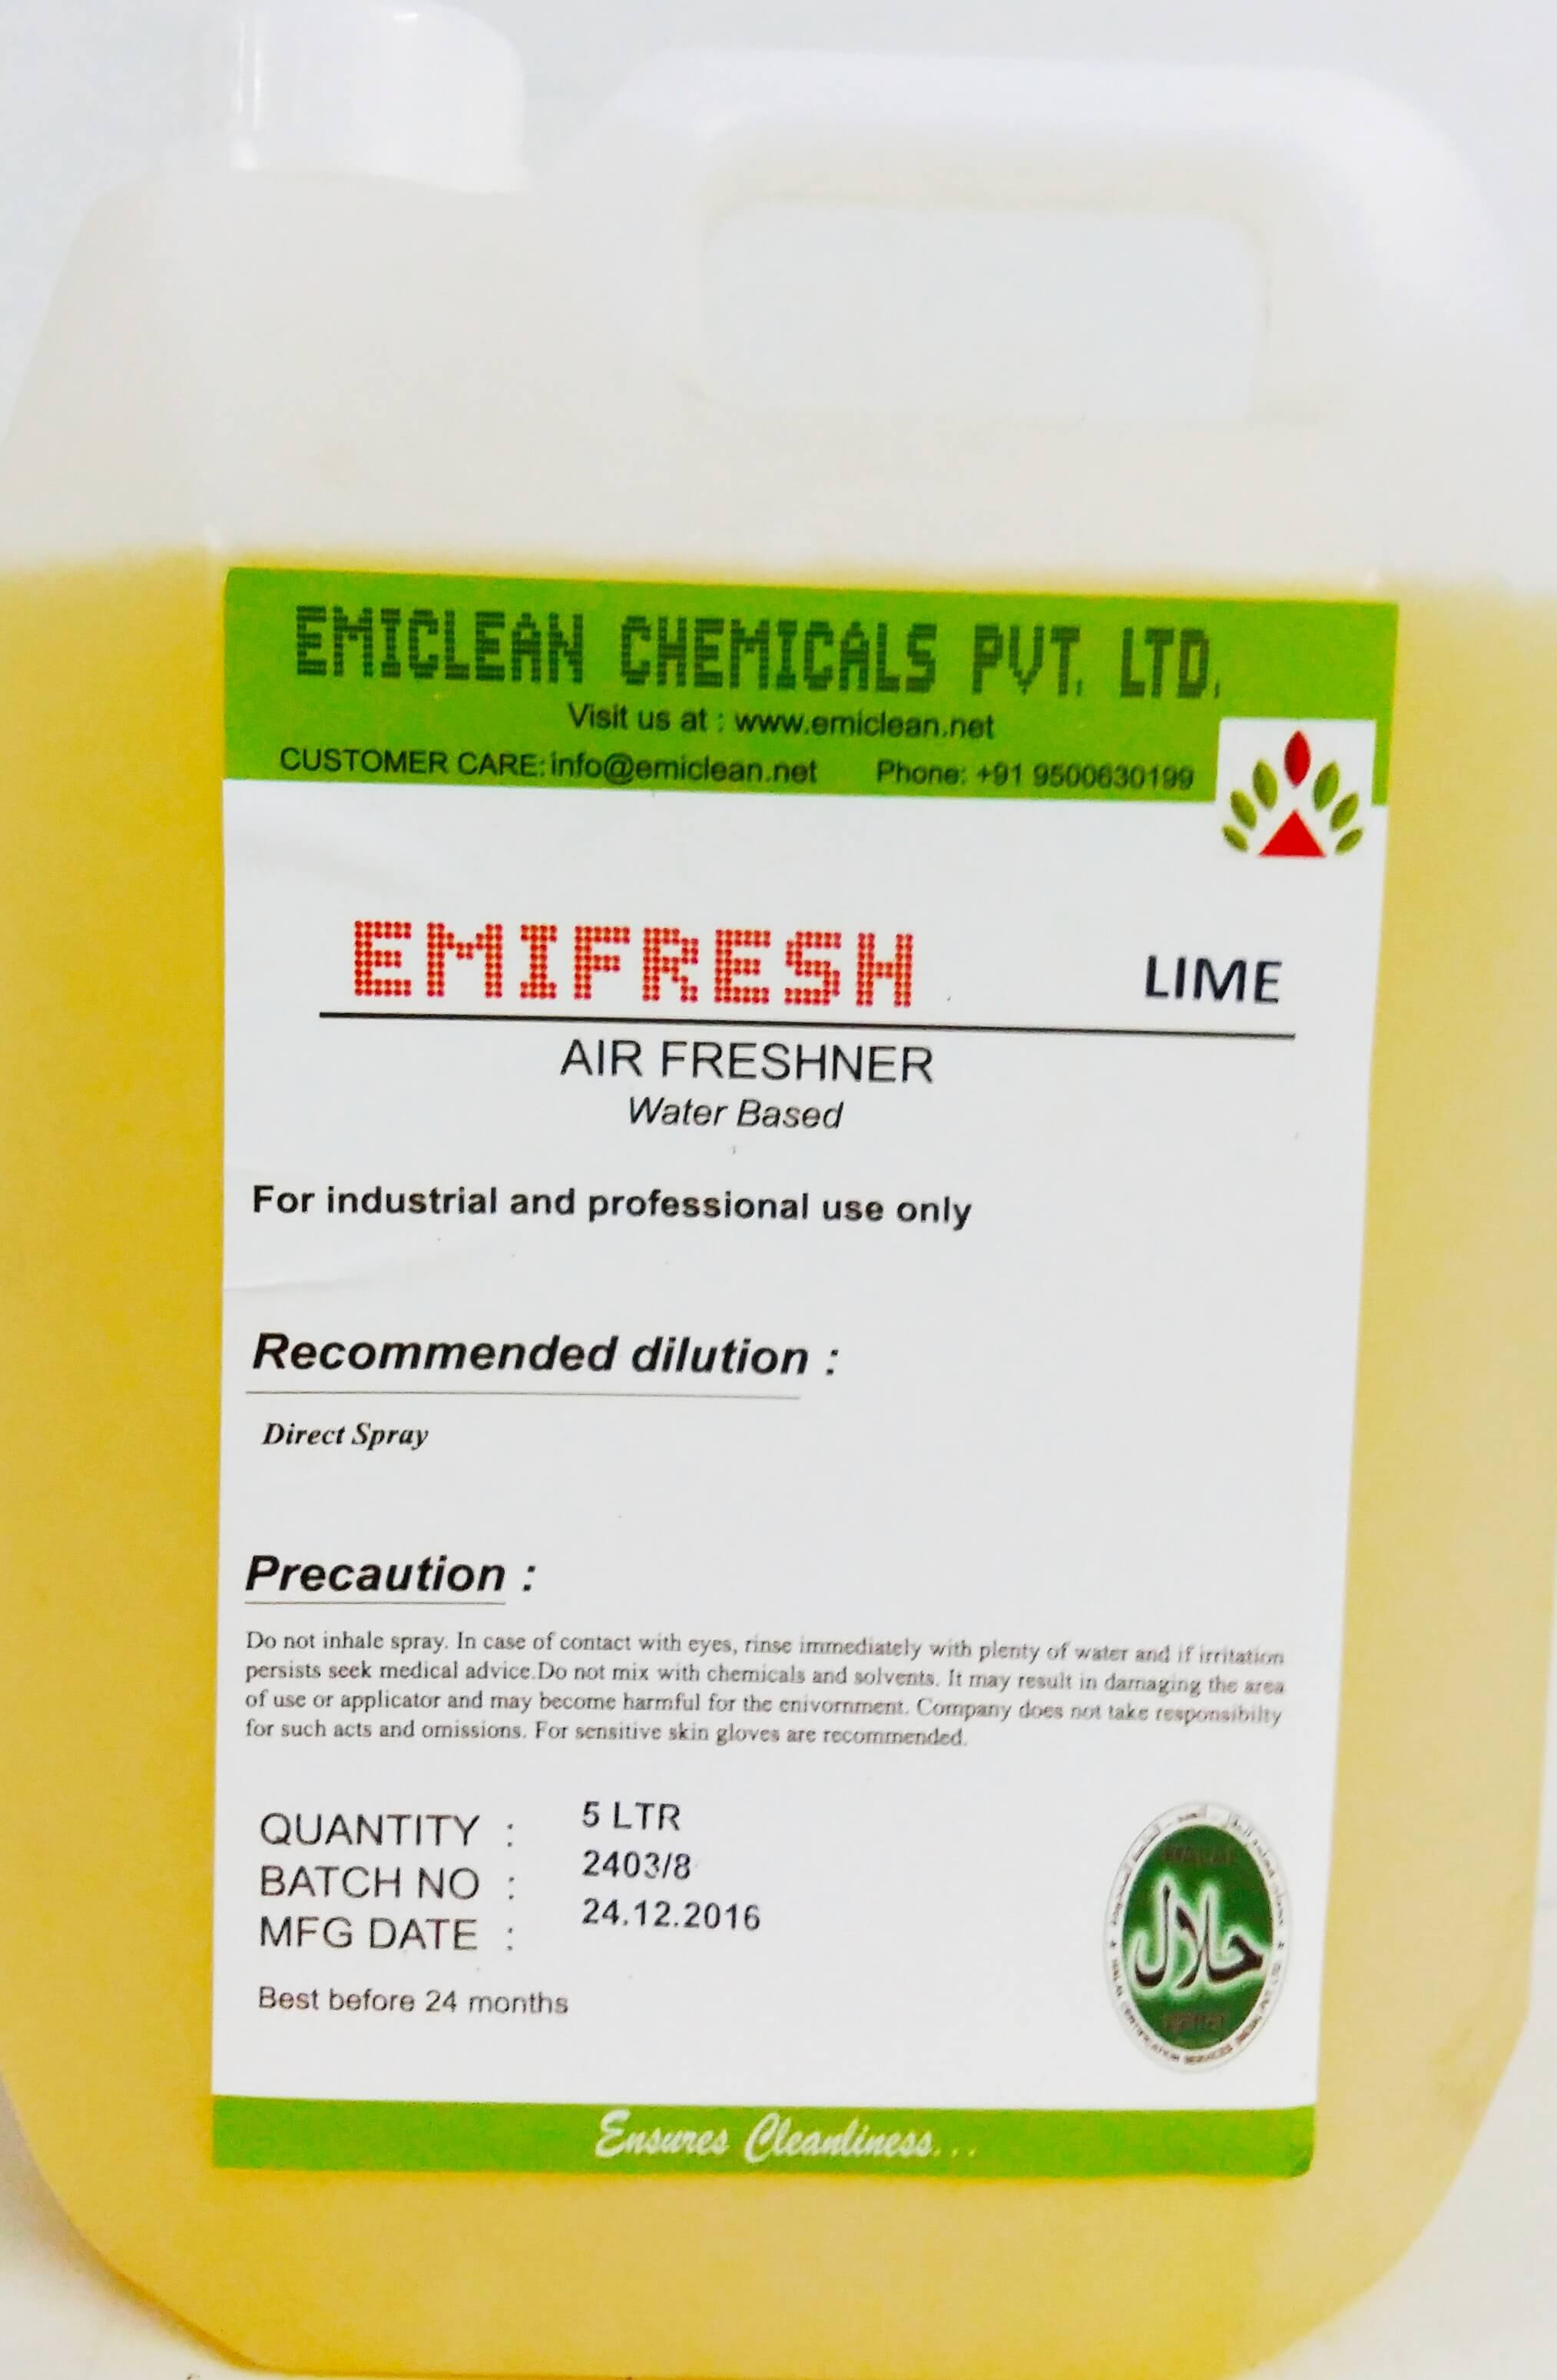 EMICLEAN CHEMICALS PVT. LTD.
Visit us at : www.emiclean.net
CUSTOMER CARE: info@emiclean.net Phone: +91 9500630199
EMIFRESH LIME
AIR FRESHNER
Water Based
For industrial and professional use only
Recommended dilution :
Direct Spray
Precaution :
Do not inhale spray. In case of contact with eyes, rinse immediately with plenty of water and if irritation
persists seek medical advice.Do not mix with chemicals and solvents. It may result in damaging the area
of use or applicator and may become harmful for the enivornment. Company does not take responsibilty
for such acts and omissions. For sensitive skin gloves are recommended.
QUANTITY : 5 LTR
BATCH NO : 2403/8
MFG DATE : 24.12.2016
Best before 24 months
HALAL
حلال
HALAL CERTIFICATION SERVICES
Ensures Cleanliness...